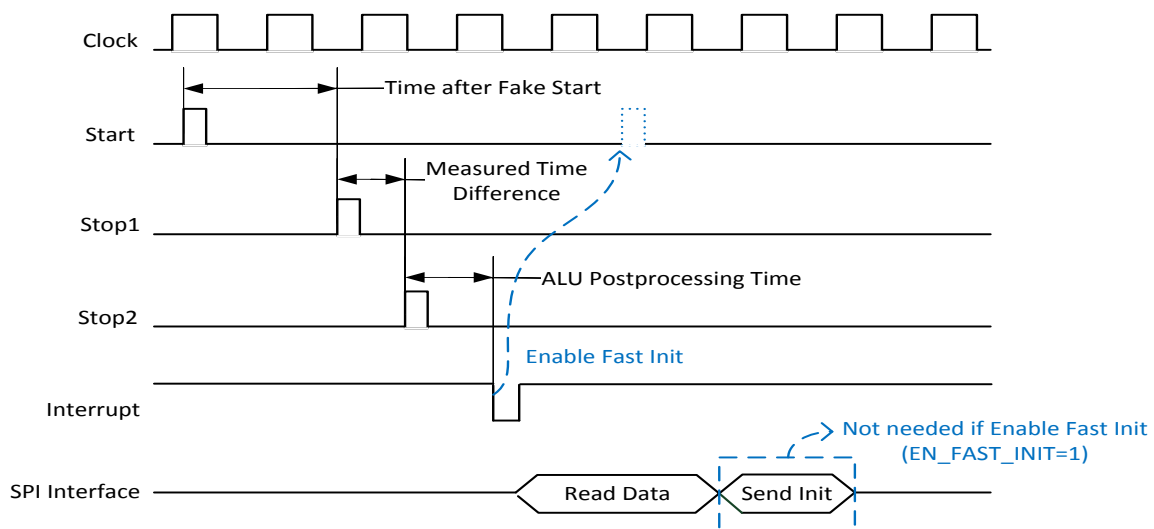 Clock
Time after Fake Start
Start
Measured Time
Difference
Stop1
ALU Postprocessing Time
Stop2
Enable Fast Init
Interrupt
Not needed if Enable Fast Init
(EN_FAST_INIT=1)
SPI Interface
Read Data
Send Init